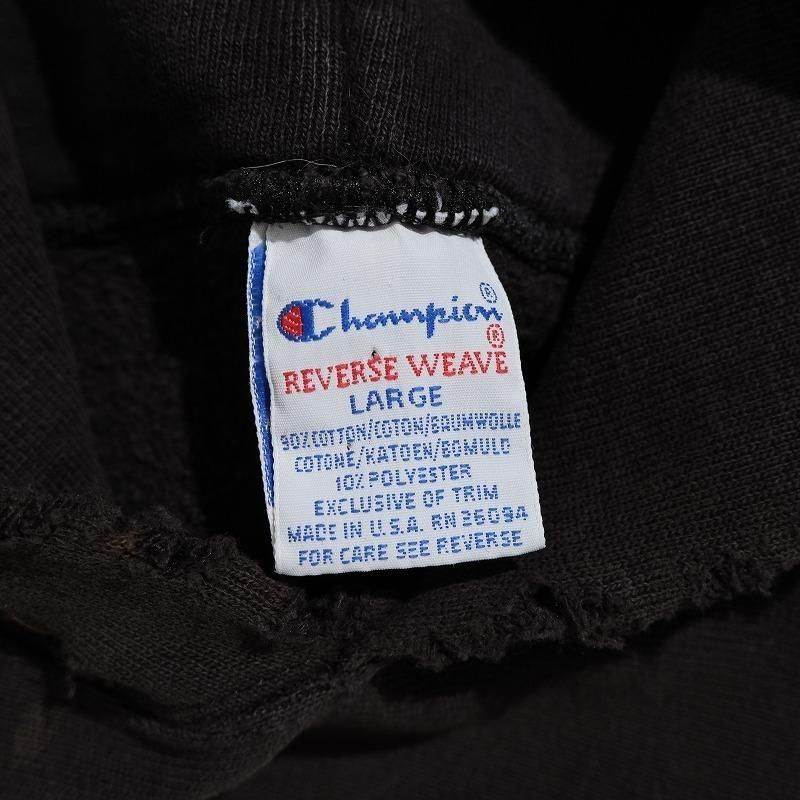 Champion®
REVERSE WEAVE®
LARGE
90% COTTON/COTON/BAUMWOLLE
COTONE/KATOEN/BOMULD
10% POLYESTER
EXCLUSIVE OF TRIM
MADE IN U.S.A. RN 26094
FOR CARE SEE REVERSE